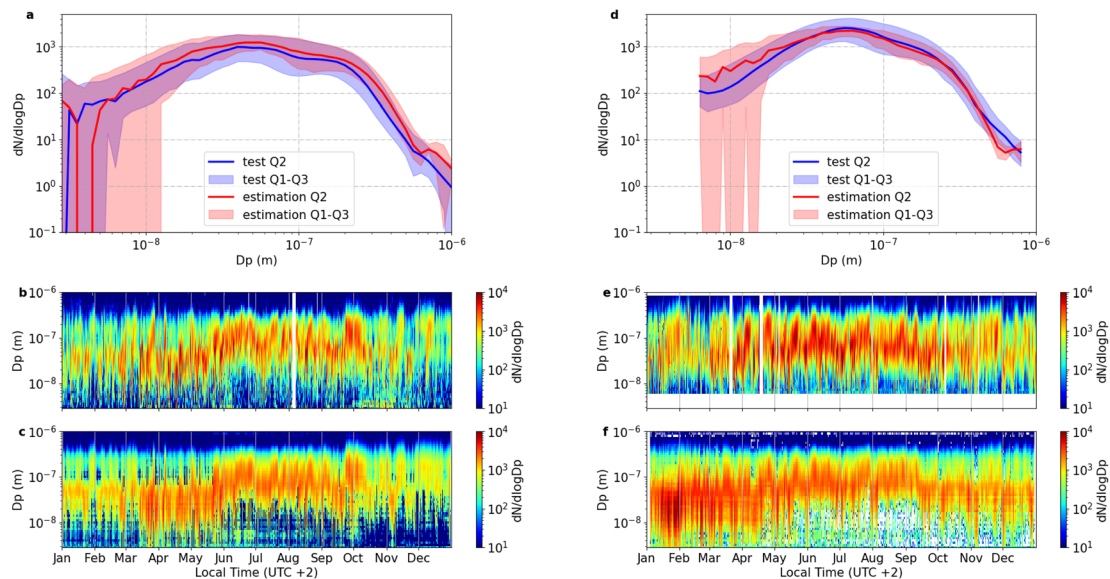 a
dN/dlogDp
10³
10²
10¹
10⁰
10⁻¹
test Q2
test Q1-Q3
estimation Q2
estimation Q1-Q3
10⁻⁸ 10⁻⁷ 10⁻⁶
Dp (m)
d
dN/dlogDp
10³
10²
10¹
10⁰
10⁻¹
test Q2
test Q1-Q3
estimation Q2
estimation Q1-Q3
10⁻⁸ 10⁻⁷ 10⁻⁶
Dp (m)
b
Dp (m)
10⁻⁶
10⁻⁷
10⁻⁸
10⁴
10³
10²
10¹
dN/dlogDp
e
Dp (m)
10⁻⁶
10⁻⁷
10⁻⁸
10⁴
10³
10²
10¹
dN/dlogDp
c
Dp (m)
10⁻⁶
10⁻⁷
10⁻⁸
10⁴
10³
10²
10¹
dN/dlogDp
Jan Feb Mar Apr May Jun Jul Aug Sep Oct Nov Dec
Local Time (UTC +2)
f
Dp (m)
10⁻⁶
10⁻⁷
10⁻⁸
10⁴
10³
10²
10¹
dN/dlogDp
Jan Feb Mar Apr May Jun Jul Aug Sep Oct Nov Dec
Local Time (UTC +2)